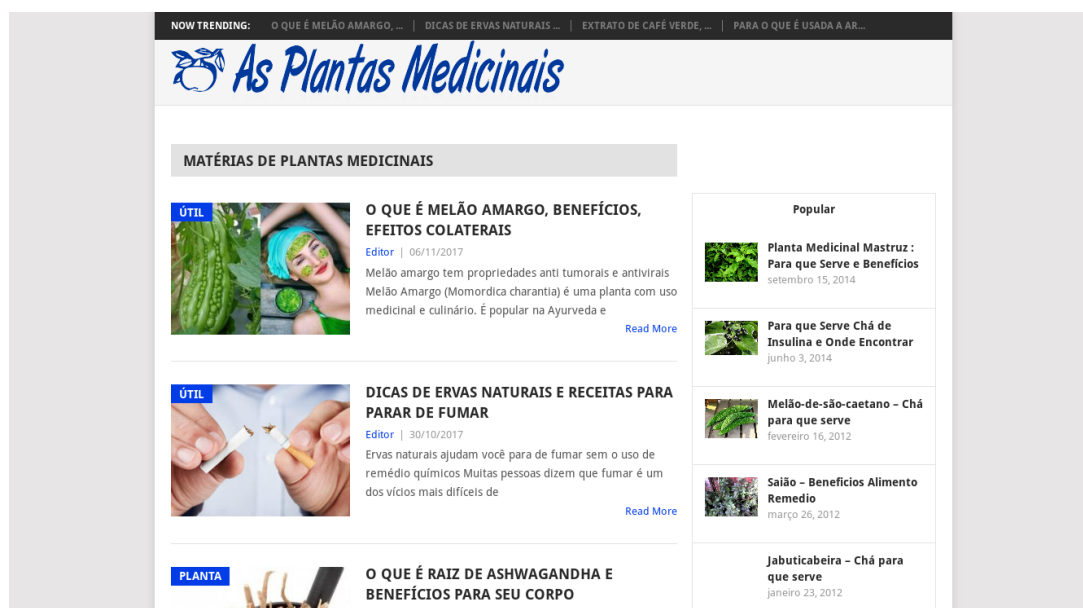 NOW TRENDING: O QUE É MELÃO AMARGO, ... | DICAS DE ERVAS NATURAIS ... | EXTRATO DE CAFÉ VERDE, ... | PARA O QUE É USADA A AR...
As Plantas Medicinais
MATÉRIAS DE PLANTAS MEDICINAIS
ÚTIL
O QUE É MELÃO AMARGO, BENEFÍCIOS,
EFEITOS COLATERAIS
Editor | 06/11/2017
Melão amargo tem propriedades anti tumorais e antivirais
Melão Amargo (Momordica charantia) é uma planta com uso
medicinal e culinário. É popular na Ayurveda e
Read More
ÚTIL
DICAS DE ERVAS NATURAIS E RECEITAS PARA
PARAR DE FUMAR
Editor | 30/10/2017
Ervas naturais ajudam você para de fumar sem o uso de
remédio químicos Muitas pessoas dizem que fumar é um
dos vícios mais difíceis de
Read More
PLANTA
O QUE É RAIZ DE ASHWAGANDHA E
BENEFÍCIOS PARA SEU CORPO
Popular
Planta Medicinal Mastruz :
Para que Serve e Benefícios
setembro 15, 2014
Para que Serve Chá de
Insulina e Onde Encontrar
junho 3, 2014
Melão-de-são-caetano – Chá
para que serve
fevereiro 16, 2012
Saião – Beneficios Alimento
Remedio
março 26, 2012
Jabuticabeira – Chá para
que serve
janeiro 23, 2012